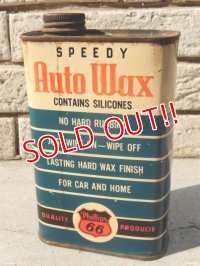 SPEEDY
Auto Wax
CONTAINS SILICONES
NO HARD RUBBING
WIPE OFF
LASTING HARD WAX FINISH
FOR CAR AND HOME
QUALITY Phillips 66 PRODUCTS
SOLD OUT!!